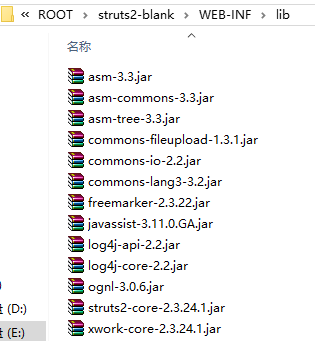 « ROOT > struts2-blank > WEB-INF > lib
名称
asm-3.3.jar
asm-commons-3.3.jar
asm-tree-3.3.jar
commons-fileupload-1.3.1.jar
commons-io-2.2.jar
commons-lang3-3.2.jar
freemarker-2.3.22.jar
javassist-3.11.0.GA.jar
log4j-api-2.2.jar
log4j-core-2.2.jar
ognl-3.0.6.jar
struts2-core-2.3.24.1.jar
(D:)
xwork-core-2.3.24.1.jar
(E:)